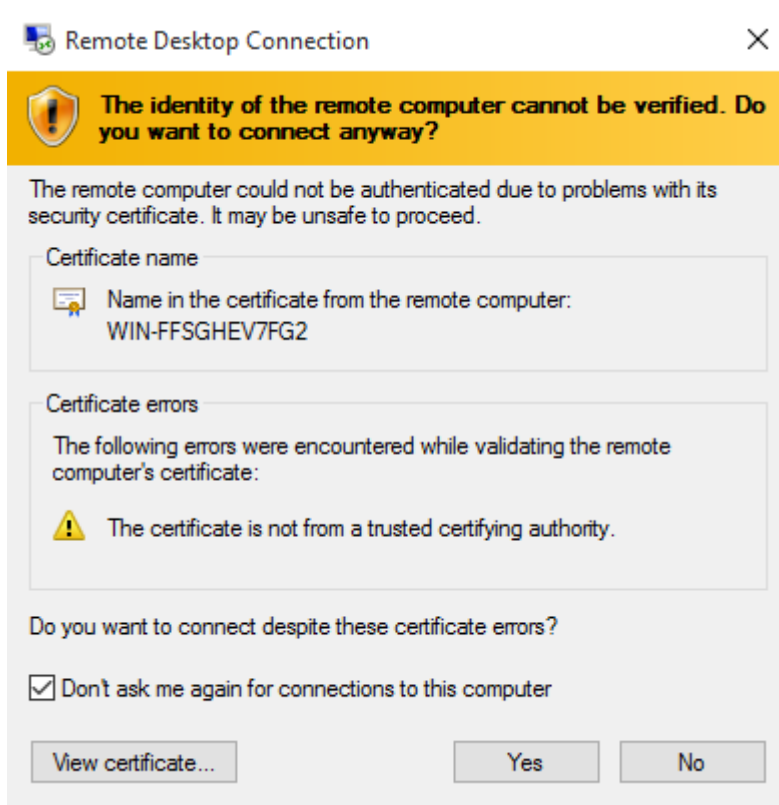 Remote Desktop Connection
The identity of the remote computer cannot be verified. Do
you want to connect anyway?
The remote computer could not be authenticated due to problems with its
security certificate. It may be unsafe to proceed.
Certificate name
Name in the certificate from the remote computer:
WIN-FFSGHEV7FG2
Certificate errors
The following errors were encountered while validating the remote
computer's certificate:
The certificate is not from a trusted certifying authority.
Do you want to connect despite these certificate errors?
Don't ask me again for connections to this computer
View certificate... Yes No